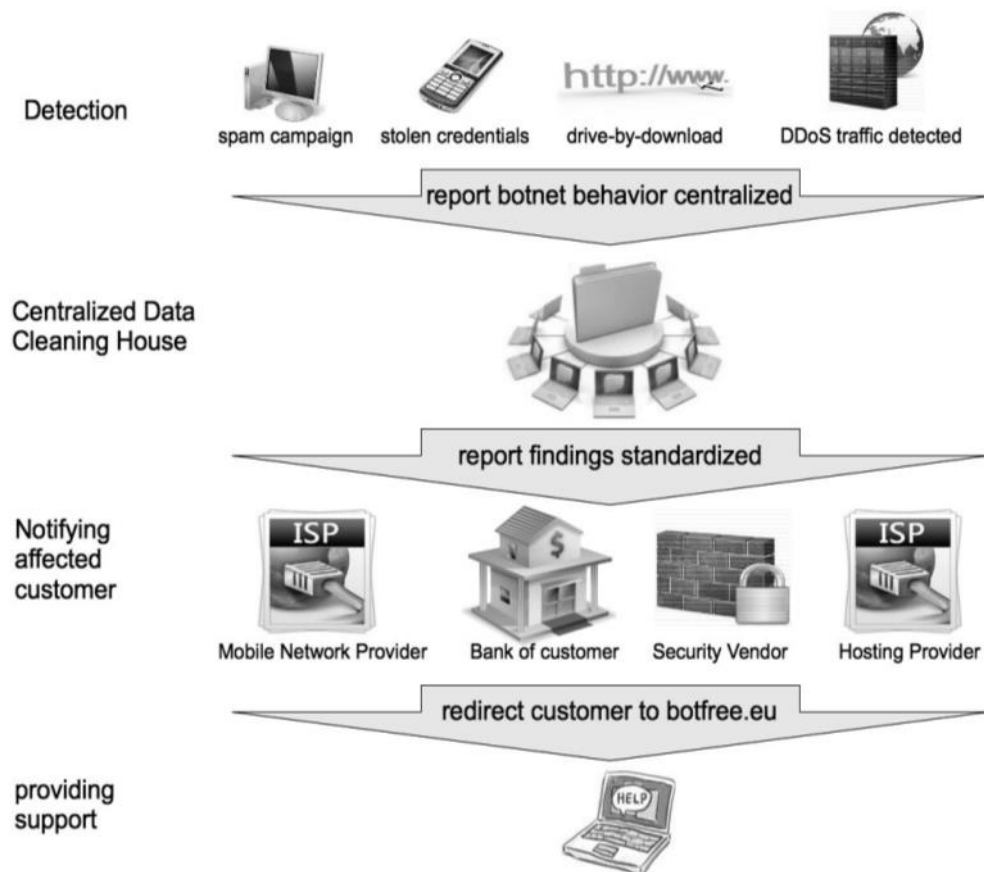 Detection
http://www.
spam campaign
stolen credentials
drive-by-download
DDoS traffic detected
report botnet behavior centralized
Centralized Data
Cleaning House
report findings standardized
Notifying
affected
customer
ISP
$
ISP
Mobile Network Provider
Bank of customer
Security Vendor
Hosting Provider
redirect customer to botfree.eu
providing
support
HELP